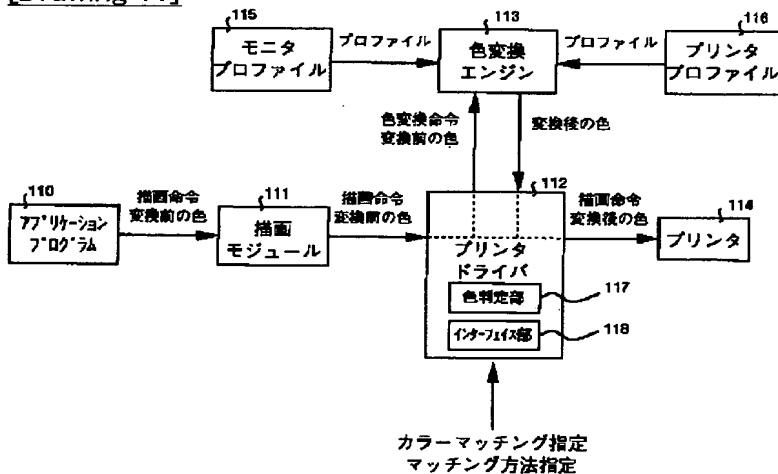 115
モニタ
プロファイル
プロファイル
113
色変換
エンジン
プロファイル
116
プリンタ
プロファイル
色変換命令
変換前の色
変換後の色
110
アプリケーション
プログラム
描画命令
変換前の色
111
描画
モジュール
描画命令
変換前の色
112
プリンタ
ドライバ
色判定部
117
インターフェイス部
118
描画命令
変換後の色
114
プリンタ
カラーマッチング指定
マッチング方法指定